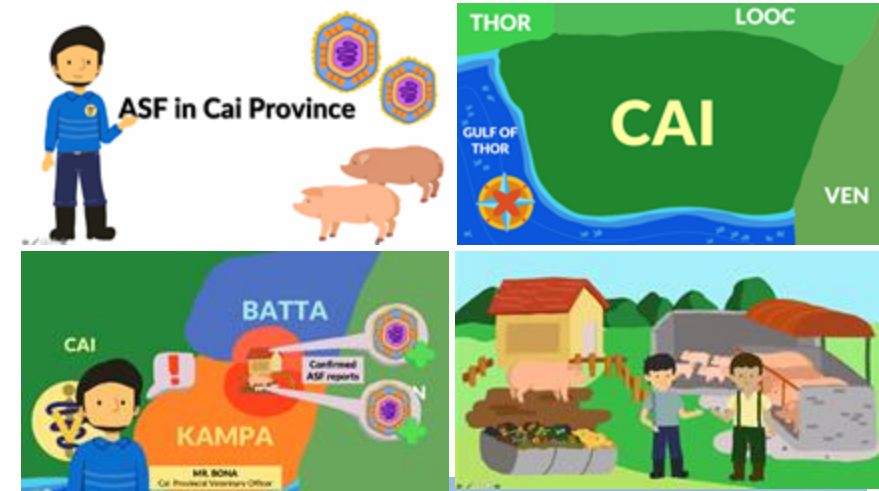 ASF in Cai Province
THOR
LOOC
CAI
GULF OF
THOR
VEN
BATTA
CAI
Confirmed
ASF reports
KAMPA
MR. BONA
Cai Provincial Veterinary Officer